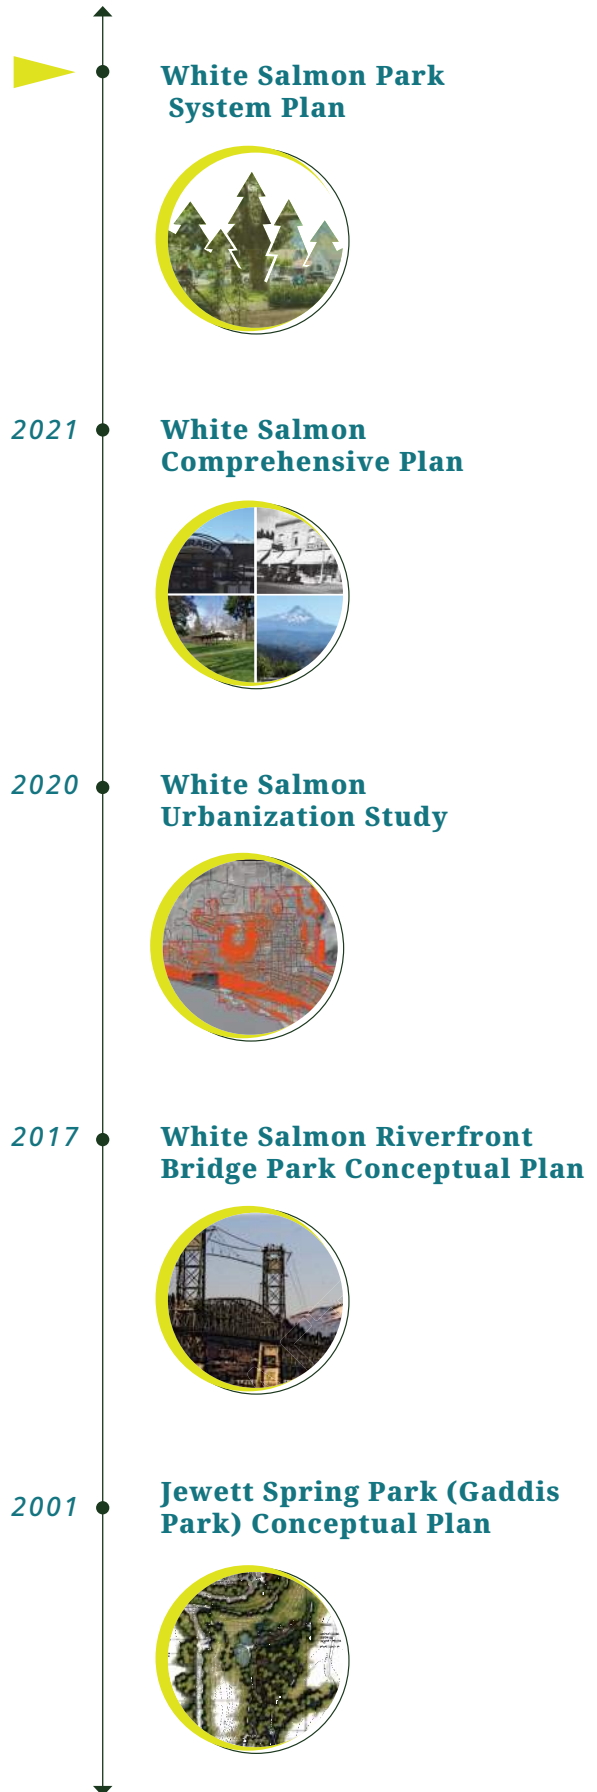 White Salmon Park
System Plan
2021
White Salmon
Comprehensive Plan
2020
White Salmon
Urbanization Study
2017
White Salmon Riverfront
Bridge Park Conceptual Plan
2001
Jewett Spring Park (Gaddis
Park) Conceptual Plan